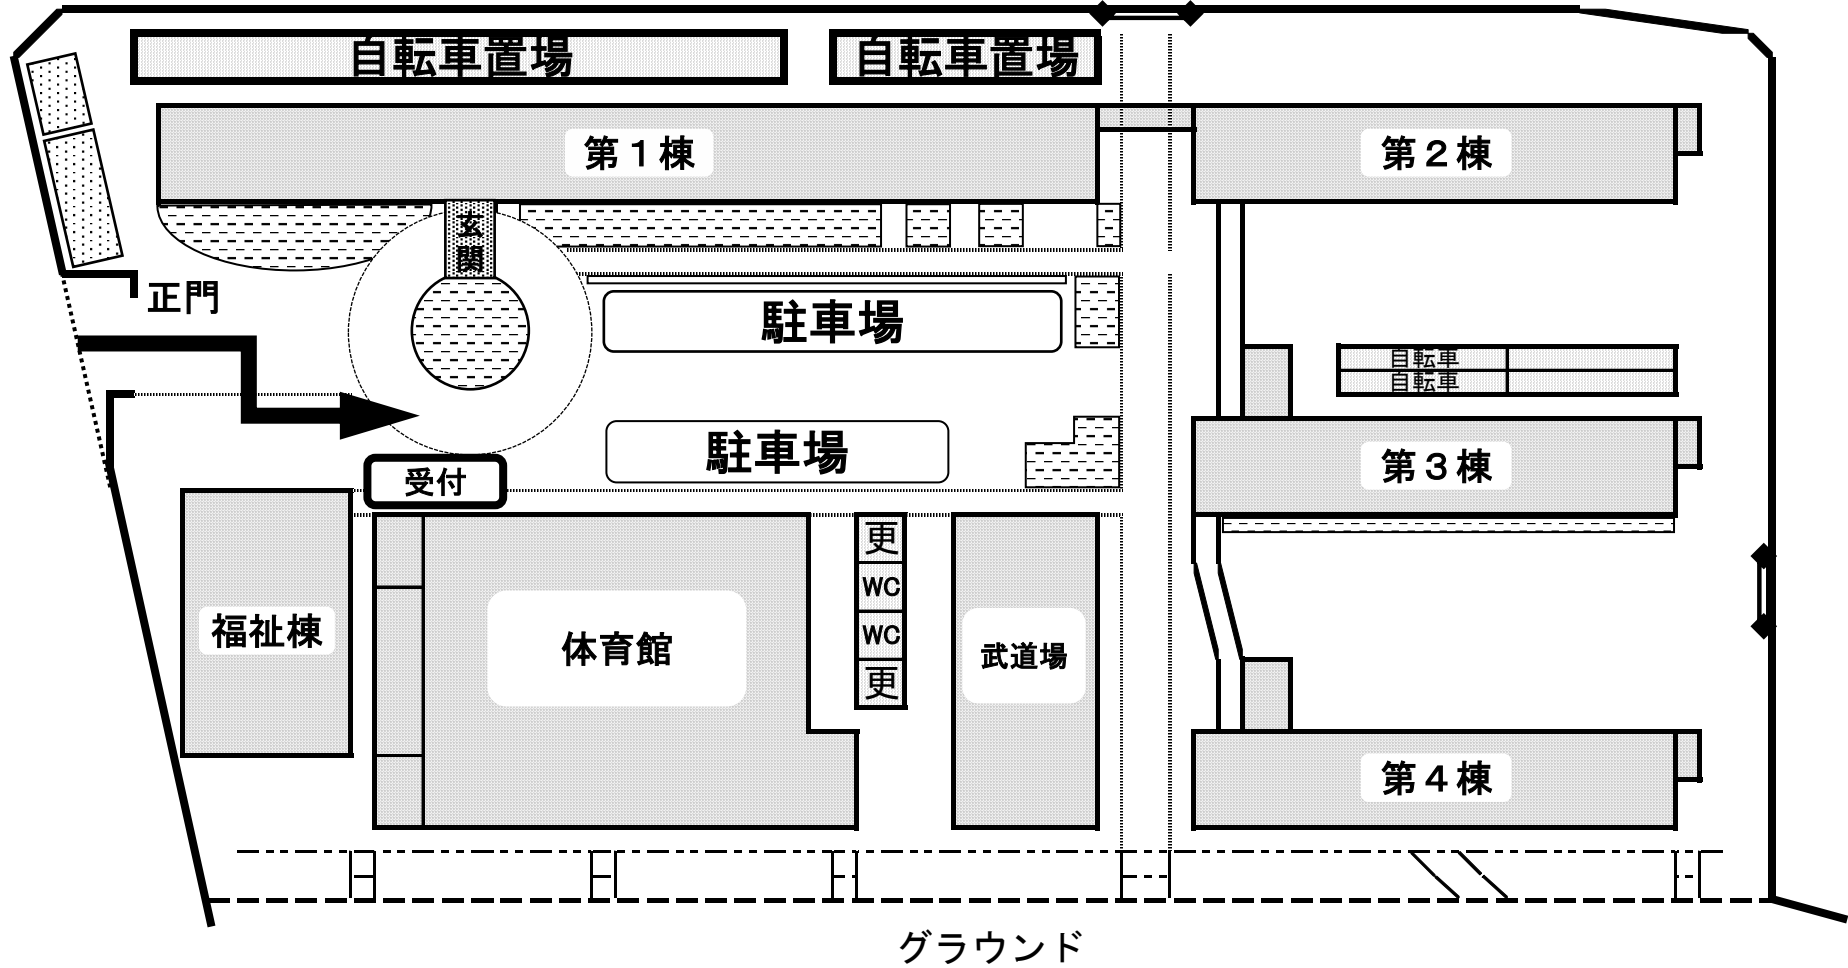 自転車置場
自転車置場
第１棟
第２棟
玄
関
正門
駐車場
自転車
自転車
駐車場
第３棟
受付
更
WC
WC
更
福祉棟
体育館
武道場
第４棟
グラウンド